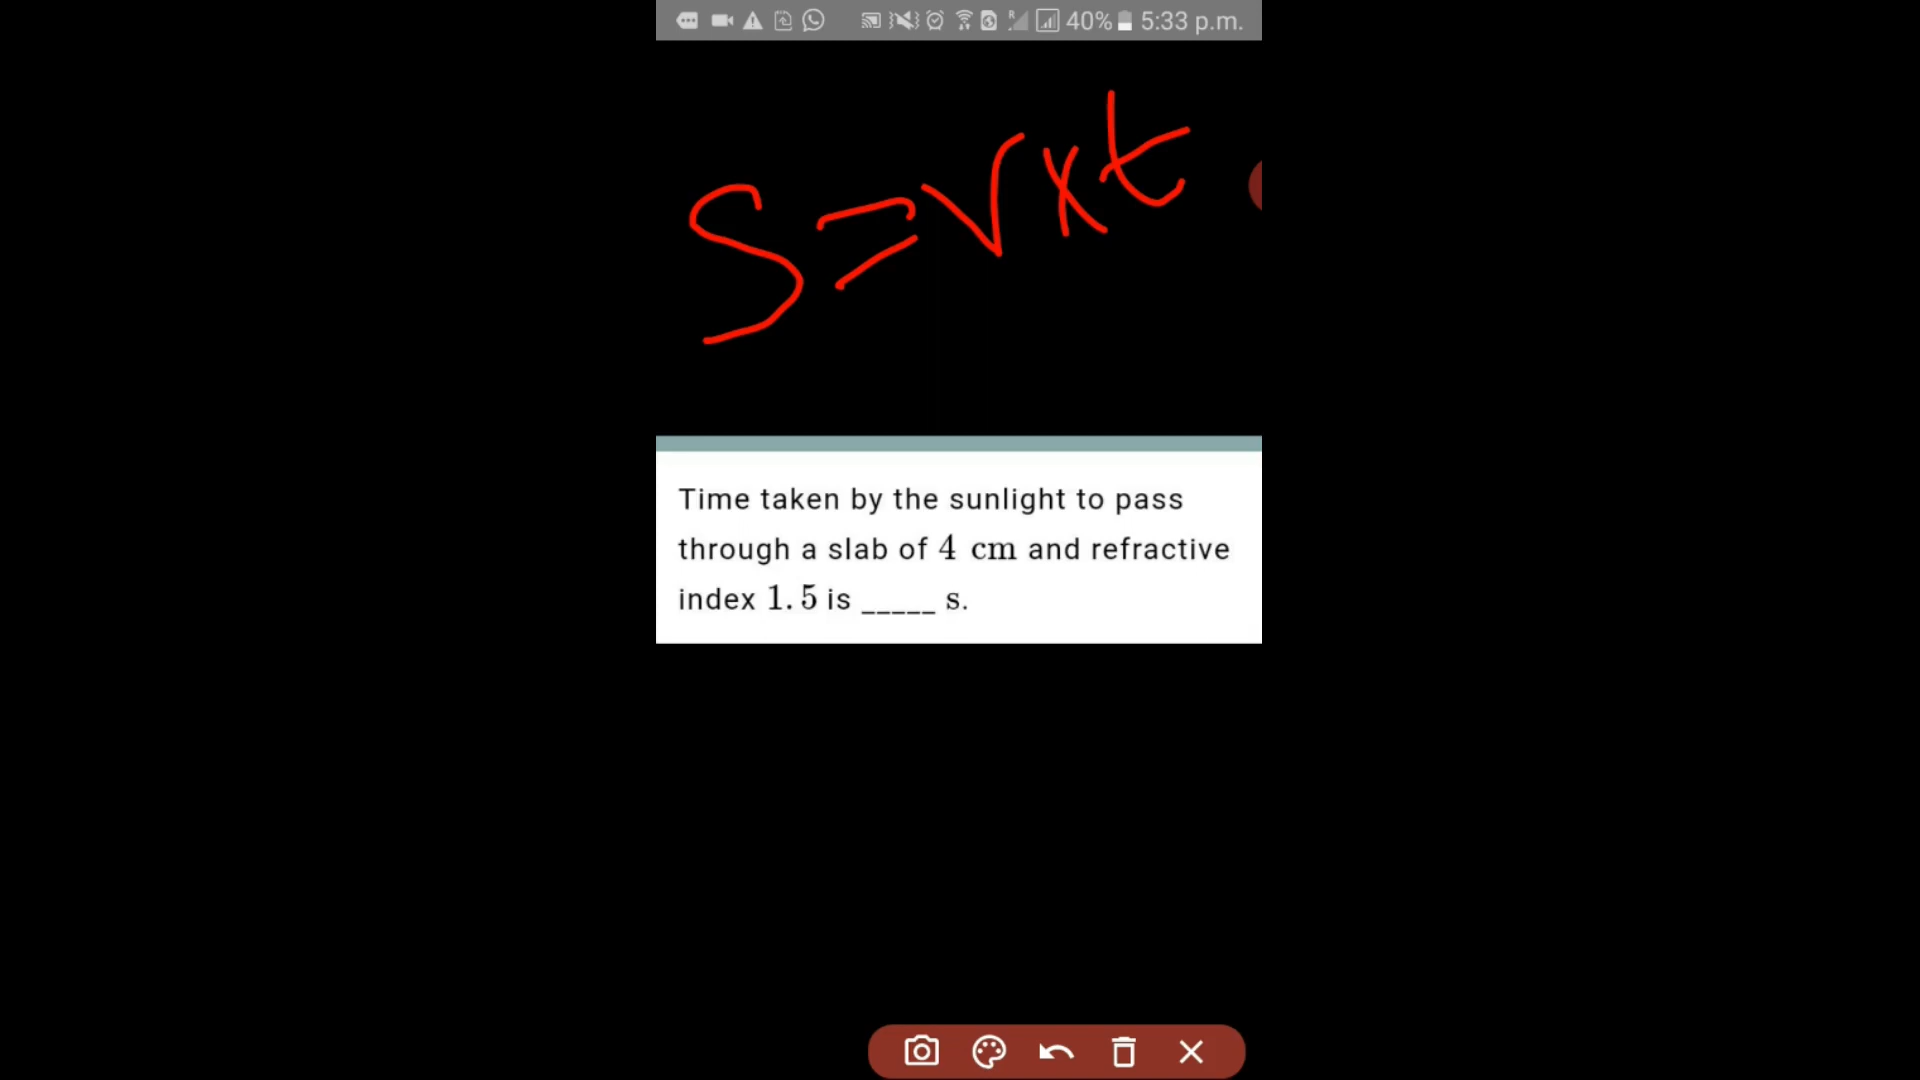 40% 5:33 p.m.
S=V×t
Time taken by the sunlight to pass
through a slab of 4 cm and refractive
index 1.5 is _____ s.